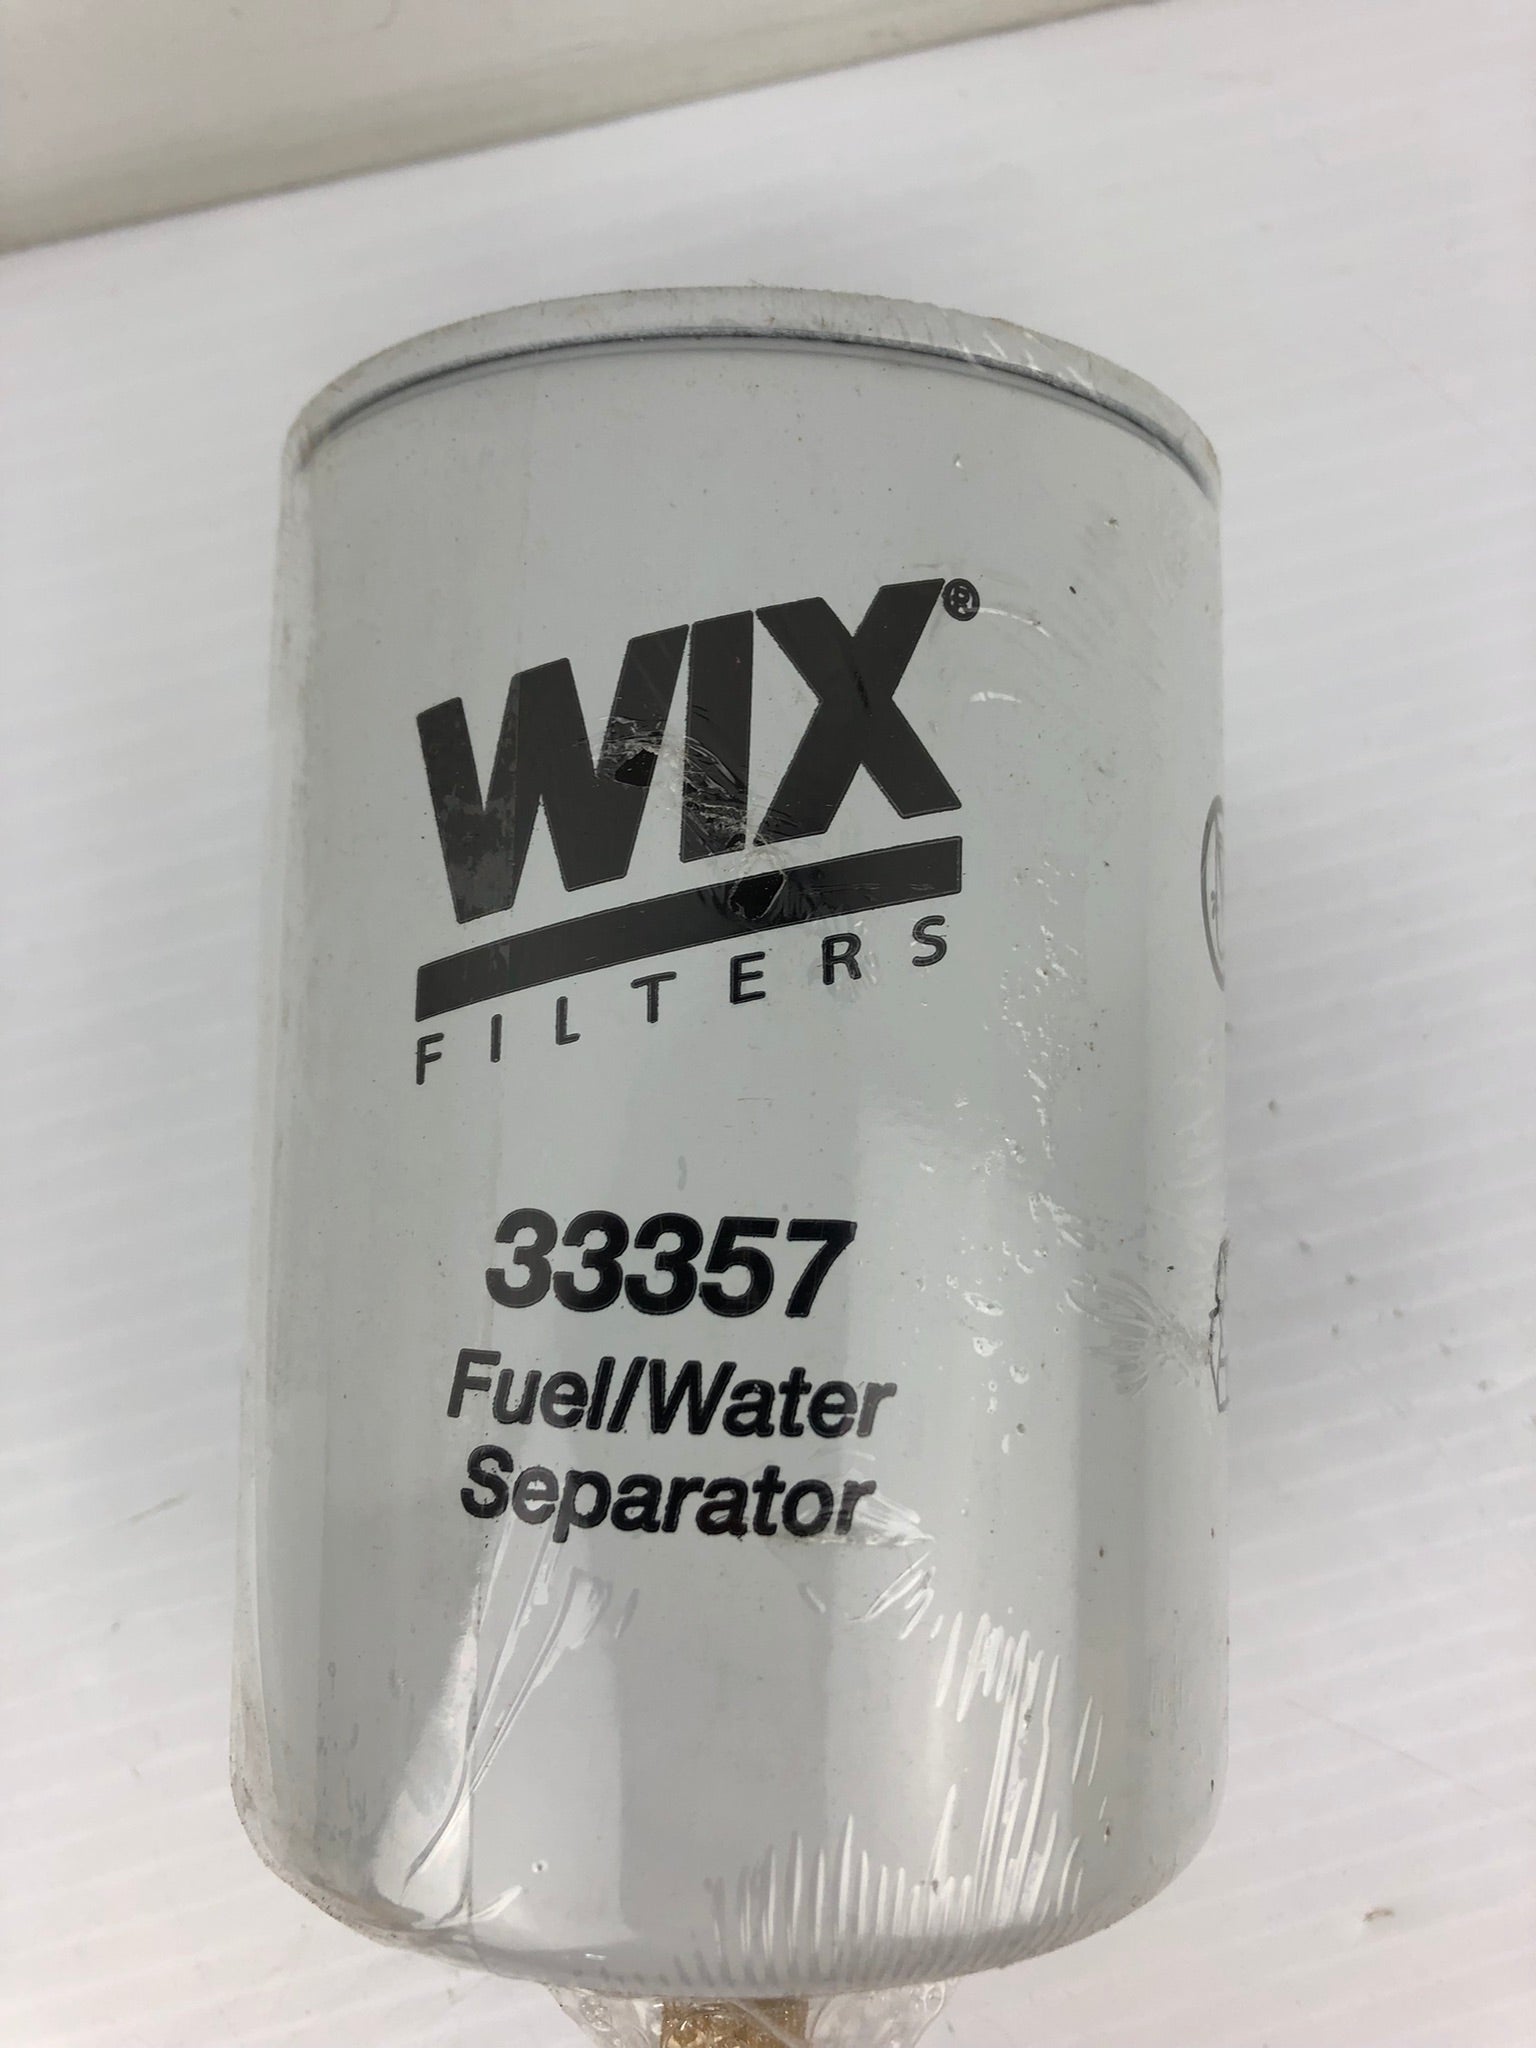 WIX®
FILTERS
33357
Fuel/Water
Separator